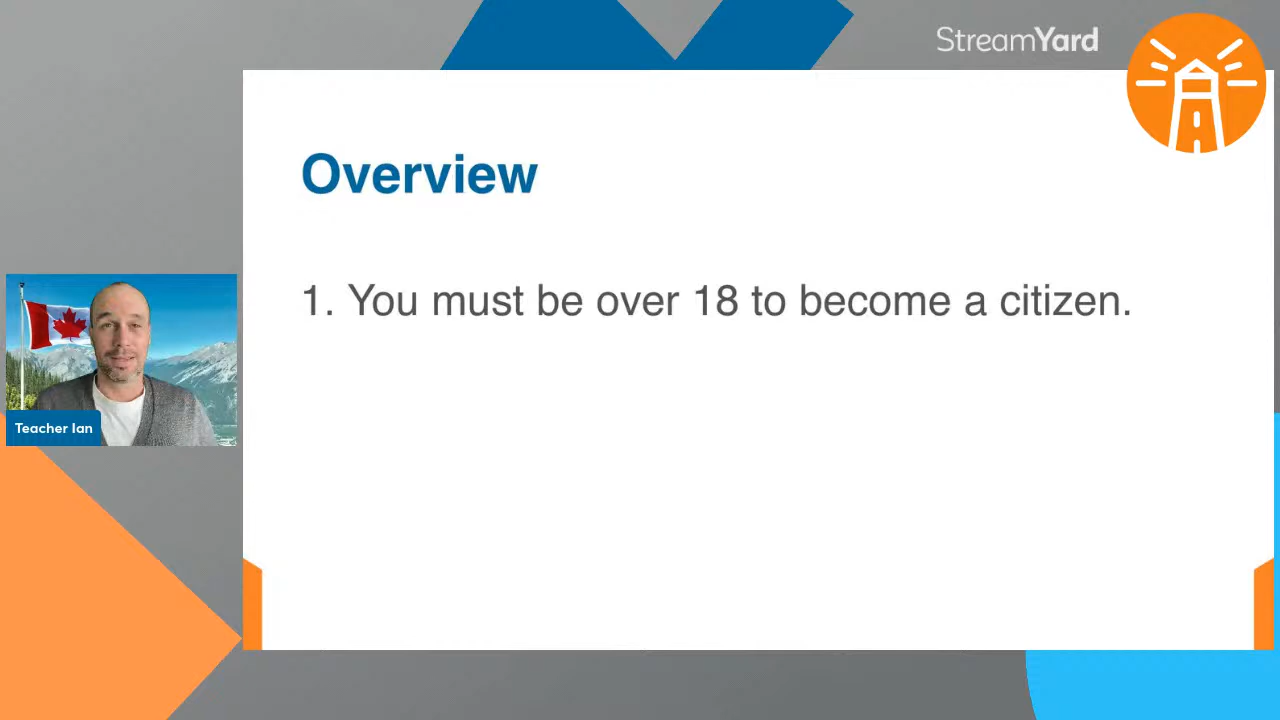 StreamYard
Overview
1. You must be over 18 to become a citizen.
Teacher Ian